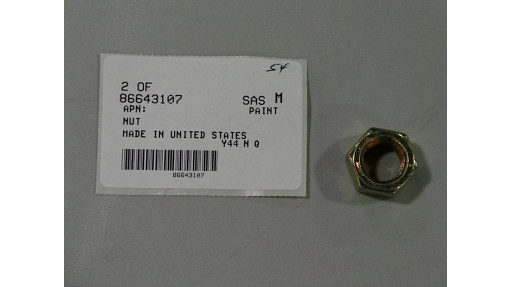 54
2 OF
86643107 SAS M
APN: PAINT
NUT
MADE IN UNITED STATES
Y44 N Q
86643107